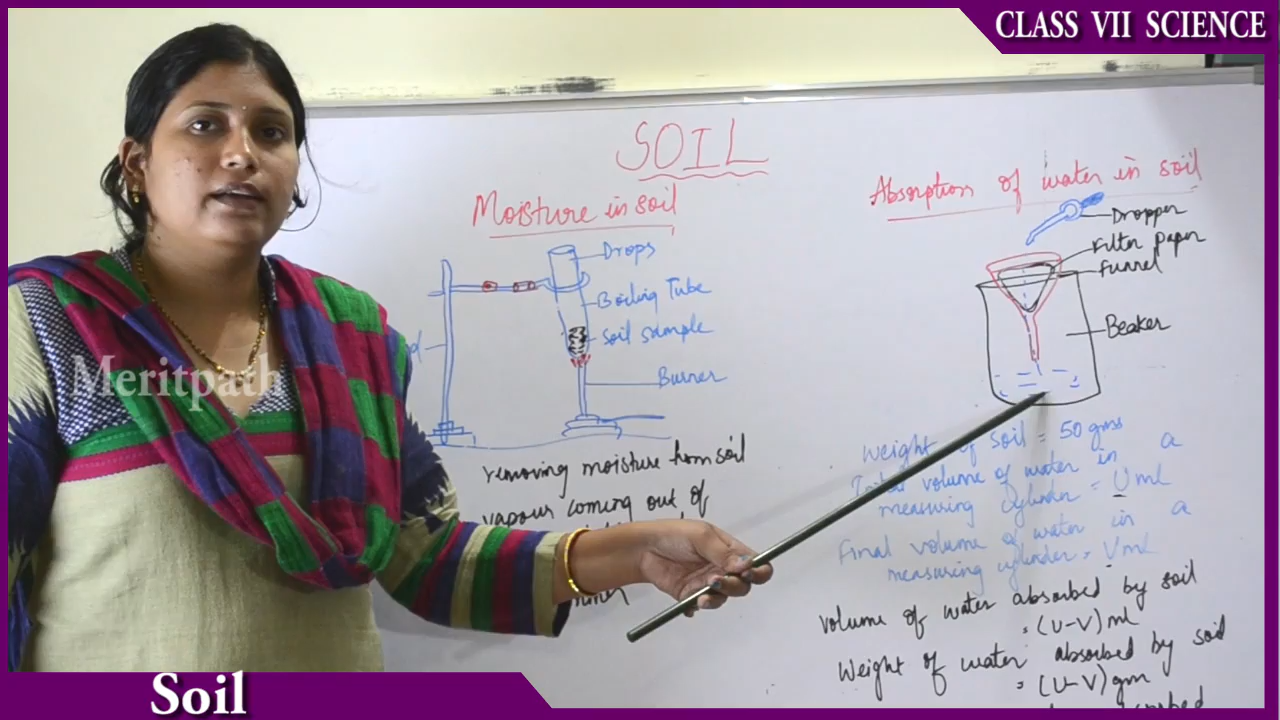 CLASS VII SCIENCE
SOIL
Moisture in soil
Drops
Boiling Tube
Soil sample
Burner
removing moisture from soil
vapour coming out of
Absorption of water in soil
Dropper
Filter paper
Funnel
Beaker
Weight of soil = 50 gms
Initial volume of water in a
measuring cylinder = U ml
Final volume of water in a
measuring cylinder = V ml
Volume of water absorbed by soil
= (U-V) ml
Weight of water absorbed by soil
= (U-V) gm
Meritpath
Soil